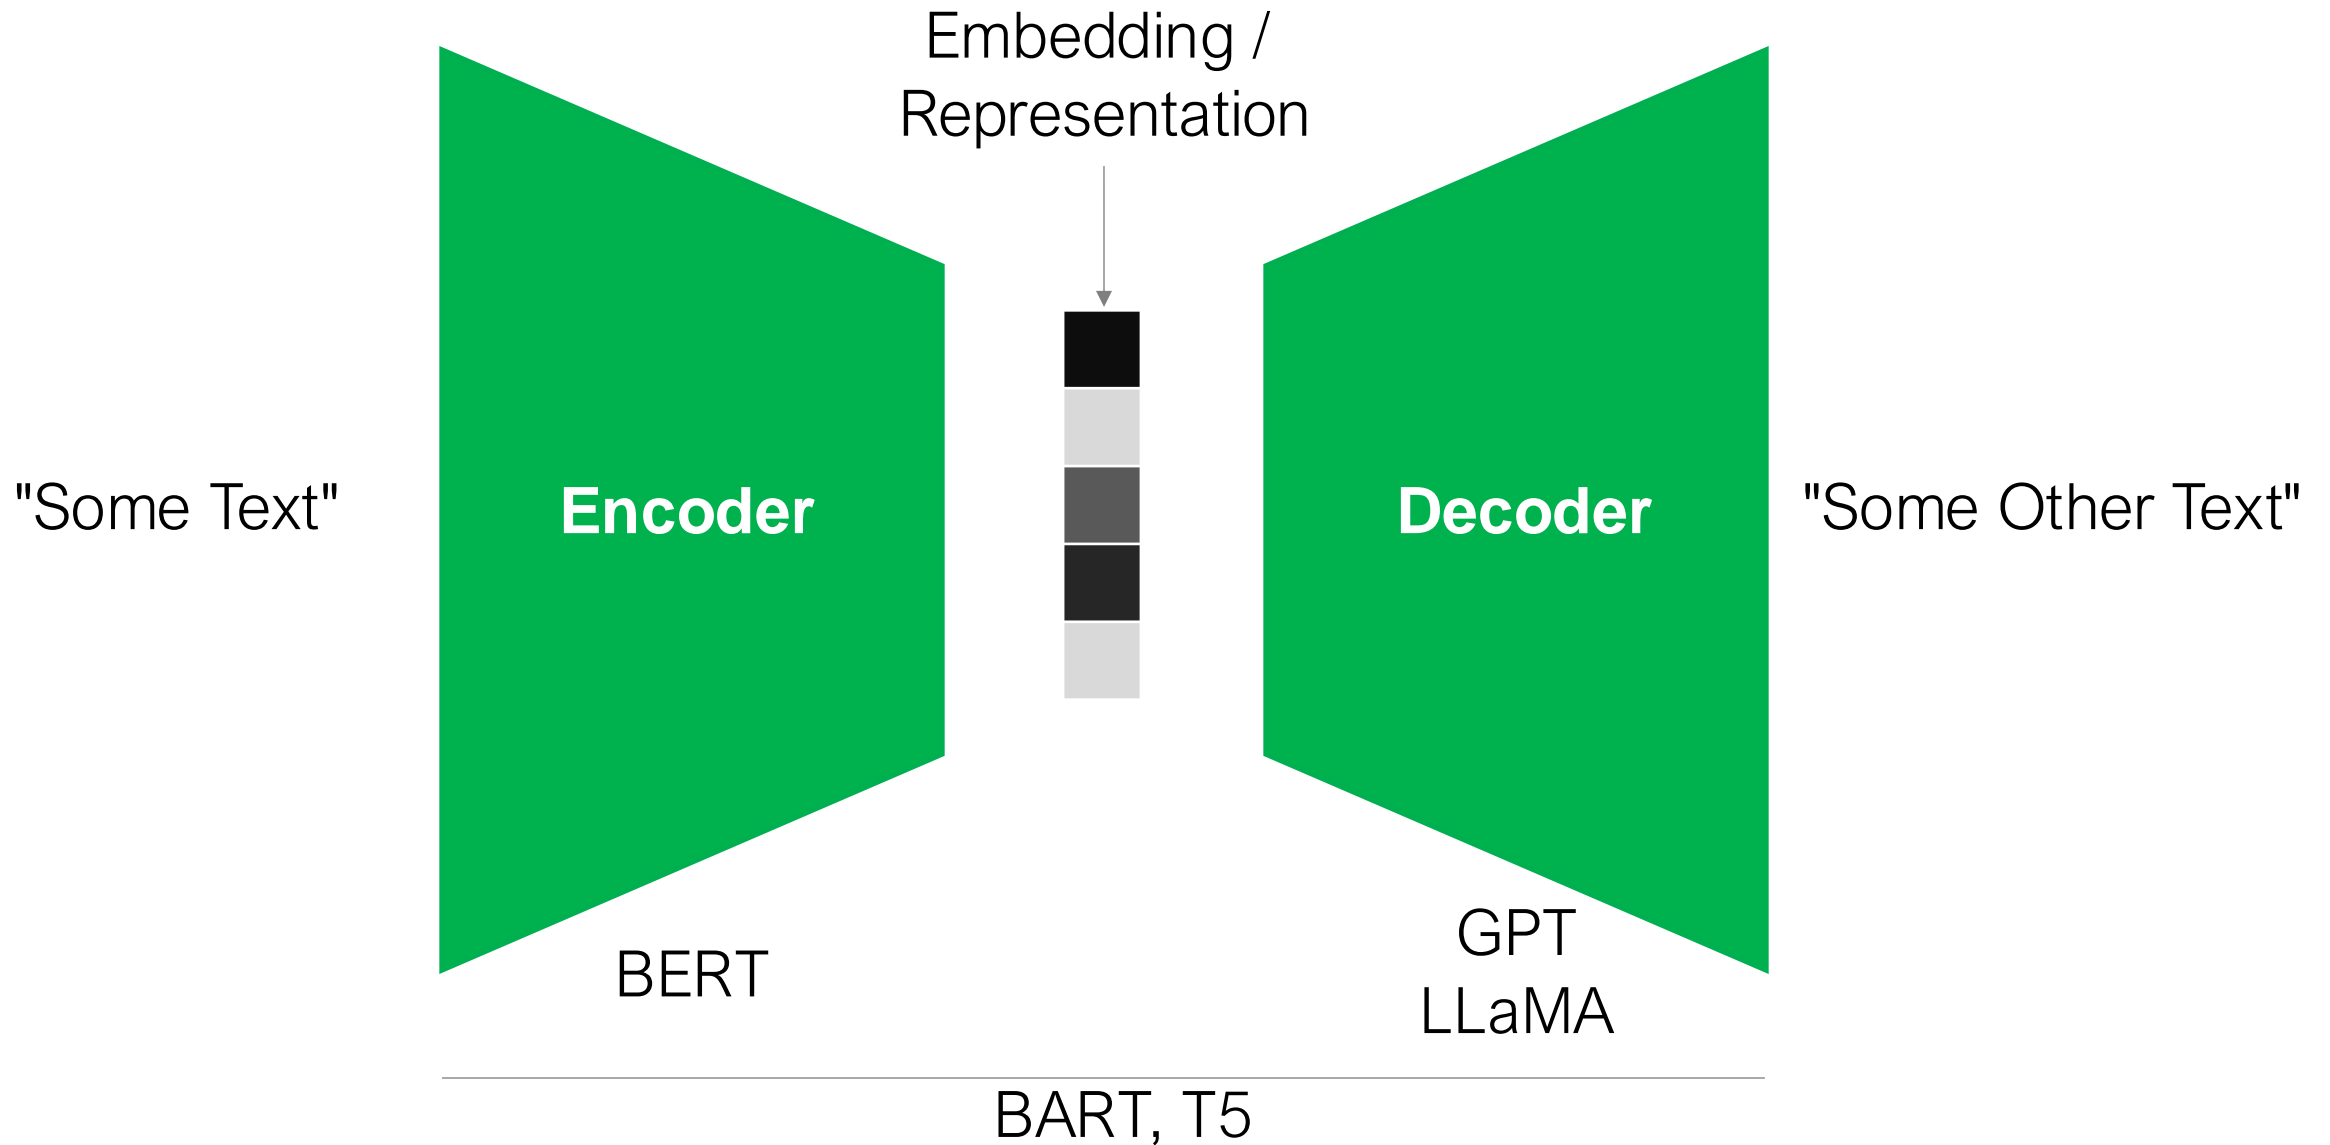 Embedding /
Representation
"Some Text"
Encoder
Decoder
"Some Other Text"
BERT
GPT
LLaMA
BART, T5